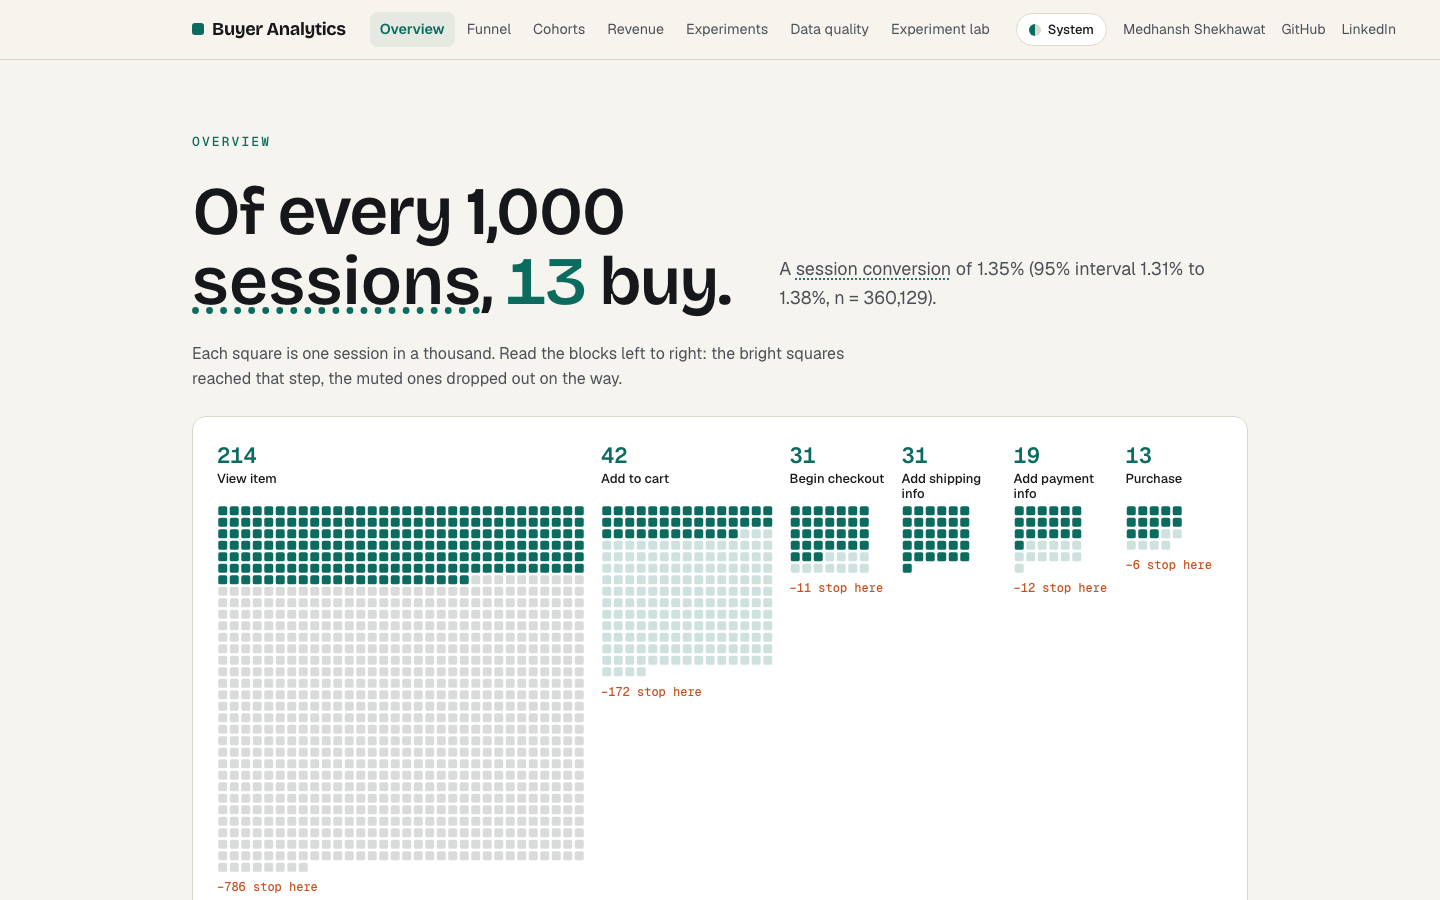 Buyer Analytics
Overview
Funnel
Cohorts
Revenue
Experiments
Data quality
Experiment lab
System
Medhansh Shekhawat
GitHub
LinkedIn
OVERVIEW
Of every 1,000
sessions, 13 buy.
A session conversion of 1.35% (95% interval 1.31% to
1.38%, n = 360,129).
Each square is one session in a thousand. Read the blocks left to right: the bright squares
reached that step, the muted ones dropped out on the way.
214
View item
−786 stop here
42
Add to cart
−172 stop here
31
Begin checkout
−11 stop here
31
Add shipping
info
19
Add payment
info
−12 stop here
13
Purchase
−6 stop here